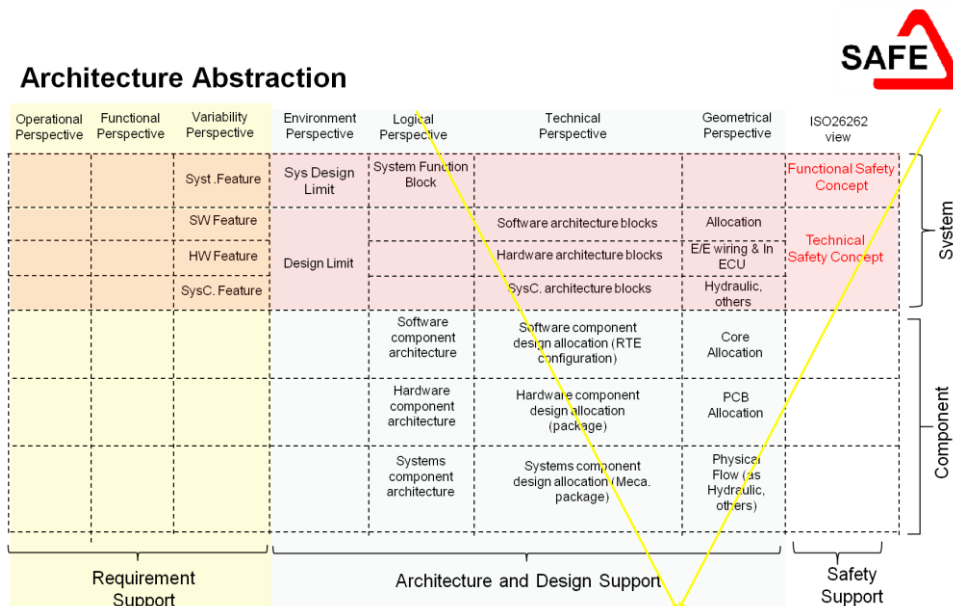 SAFE
Architecture Abstraction
Operational
Perspective
Functional
Perspective
Variability
Perspective
Environment
Perspective
Logical
Perspective
Technical
Perspective
Geometrical
Perspective
ISO26262
view
Syst .Feature
Sys Design
Limit
System Function
Block
Functional Safety
Concept
SW Feature
Software architecture blocks
Allocation
HW Feature
Design Limit
Hardware architecture blocks
E/E wiring & In
ECU
Technical
Safety Concept
SysC. Feature
SysC. architecture blocks
Hydraulic,
others
System
Software
component
architecture
Software component
design allocation (RTE
configuration)
Core
Allocation
Hardware
component
architecture
Hardware component
design allocation
(package)
PCB
Allocation
Systems
component
architecture
Systems component
design allocation (Meca.
package)
Physical
Flow (as
Hydraulic,
others)
Component
Requirement
Support
Architecture and Design Support
Safety
Support